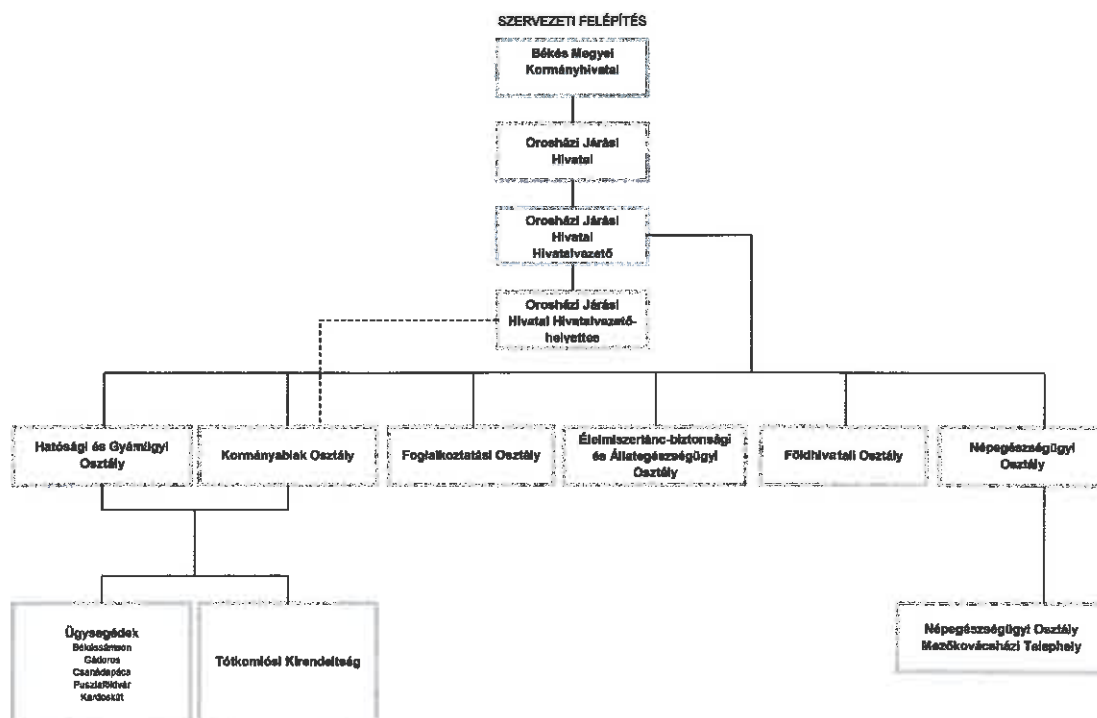 SZERVEZETI FELÉPÍTÉS
Békés Megyei
Kormányhivatal
Orosházi Járási
Hivatal
Orosházi Járási
Hivatal
Hivatalvezető
Orosházi Járási
Hivatal Hivatalvezető-
helyettes
Hatósági és Gyámügyi
Osztály
Kormányablak Osztály
Foglalkoztatási Osztály
Élelmiszerlánc-biztonsági
és Állategészségügyi
Osztály
Földhivatali Osztály
Népegészségügyi
Osztály
Ügysegédek
Békéssámson
Gádoros
Csanádapáca
Pusztaföldvár
Kardoskút
Tótkomlósi Kirendeltség
Népegészségügyi Osztály
Mezőkovácsházi Telephely